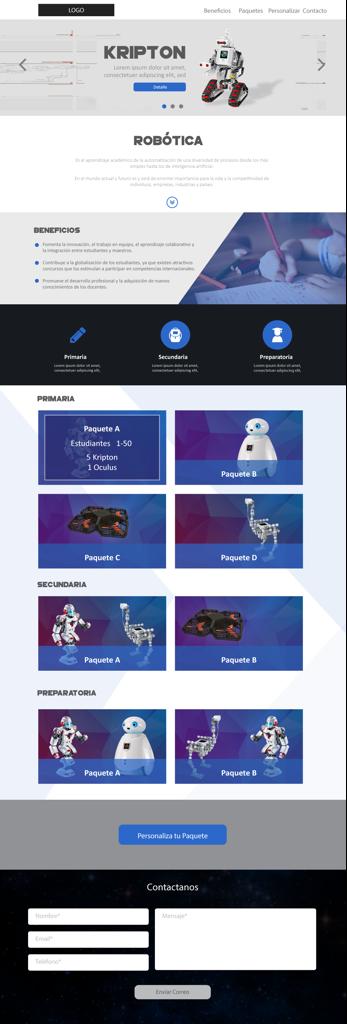 LOGO
Beneficios Paquetes Personalizar Contacto
KRIPTON
Lorem ipsum dolor sit amet,
consectetuer adipiscing elit, sed
Detalle
ROBÓTICA
En el aprendizaje académico de la automatización de una diversidad de procesos desde los más
simples hasta los de inteligencia artificial.
En el mundo actual y futuro es y será de enorme importancia para la vida y la competitividad de
individuos, empresas, industrias y países.
BENEFICIOS
Fomenta la innovación, el trabajo en equipo, el aprendizaje colaborativo y
la integración entre estudiantes y maestros.
Contribuye a la globalización de los estudiantes, ya que existen atractivos
concursos que los estimulan a participar en competencias internacionales.
Promueve el desarrollo profesional y la adquisición de nuevos
conocimientos de los docentes.
Primaria
Lorem ipsum dolor sit amet,
consectetuer adipiscing elit,
Secundaria
Lorem ipsum dolor sit amet,
consectetuer adipiscing elit,
Preparatoria
Lorem ipsum dolor sit amet,
consectetuer adipiscing elit,
PRIMARIA
Paquete A
Estudiantes 1-50
5 Kripton
1 Oculus
Paquete B
Paquete C
Paquete D
SECUNDARIA
Paquete A
Paquete B
PREPARATORIA
Paquete A
Paquete B
Personaliza tu Paquete
Contactanos
Nombre*
Email*
Teléfono*
Mensaje*
Enviar Correo